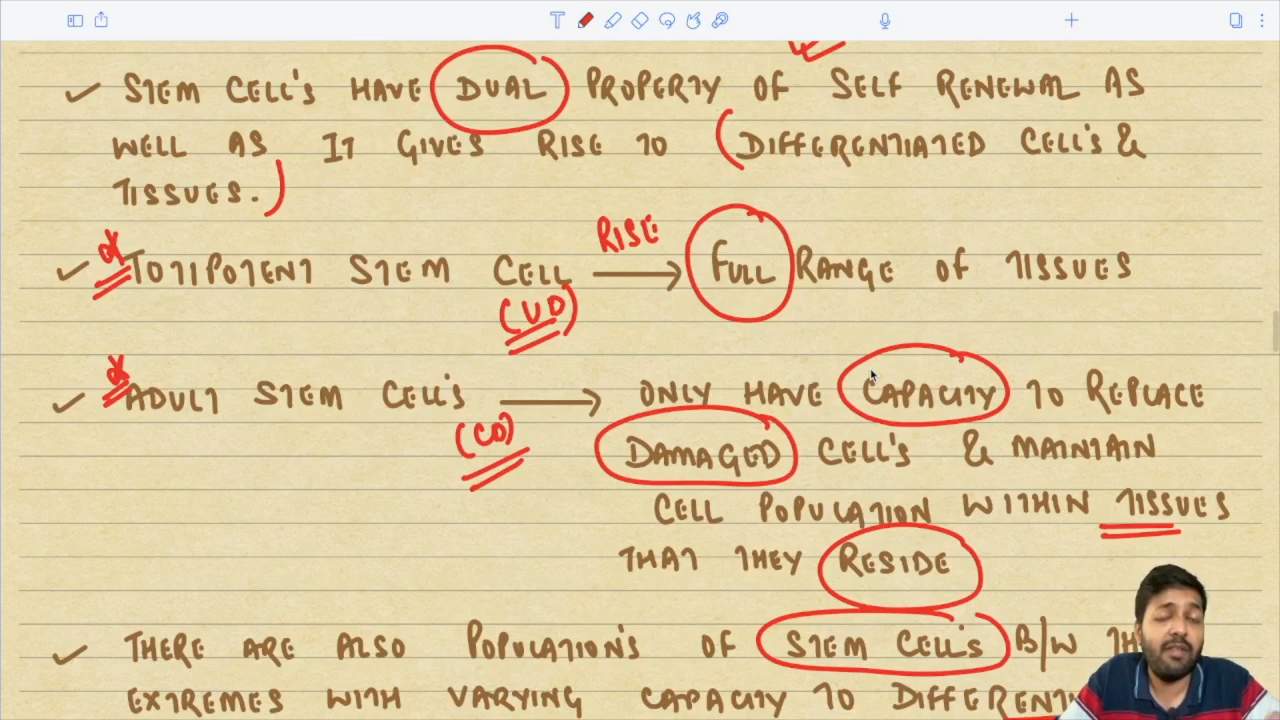 ✓ STEM CELL'S HAVE DUAL PROPERTY OF SELF RENEWAL AS
WELL AS IT GIVES RISE TO (DIFFERENTIATED CELL'S &
TISSUES.)
RISE
✓ TOTIPOTENT STEM CELL → FULL RANGE OF TISSUES
(UD)
✓ ADULT STEM CELL'S → ONLY HAVE CAPACITY TO REPLACE
(CD)
DAMAGED CELL'S & MAINTAIN
CELL POPULATION WITHIN TISSUES
THAT THEY RESIDE
✓ THERE ARE ALSO POPULATION'S OF STEM CELL'S B/W
EXTREMES WITH VARYING CAPACITY TO